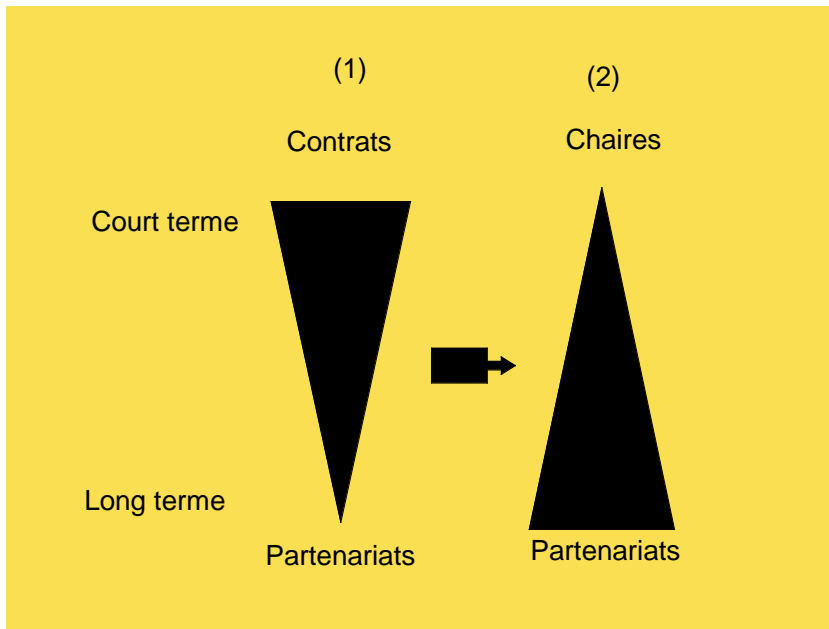 (1)
(2)
Contrats
Chaires
Court terme
Long terme
Partenariats
Partenariats